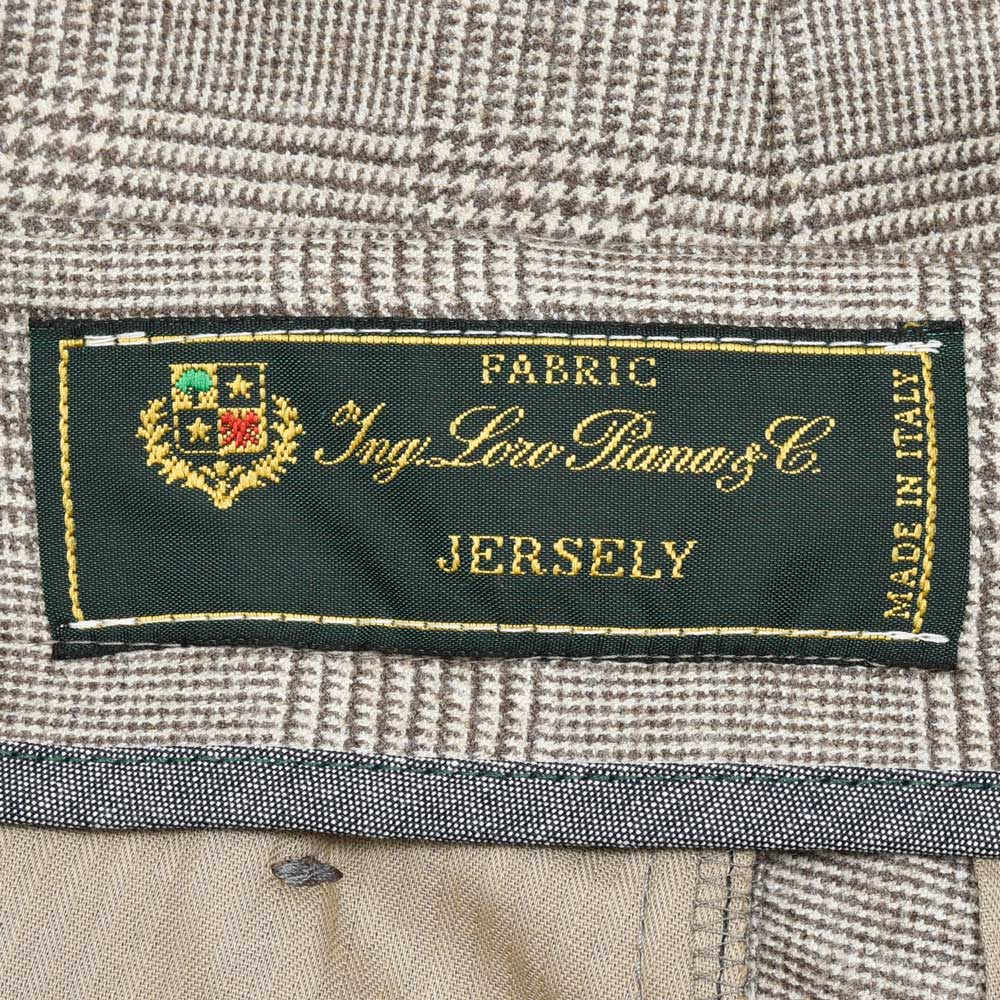 FABRIC
Ing. Loro Piana & C.
JERSELY
MADE IN ITALY